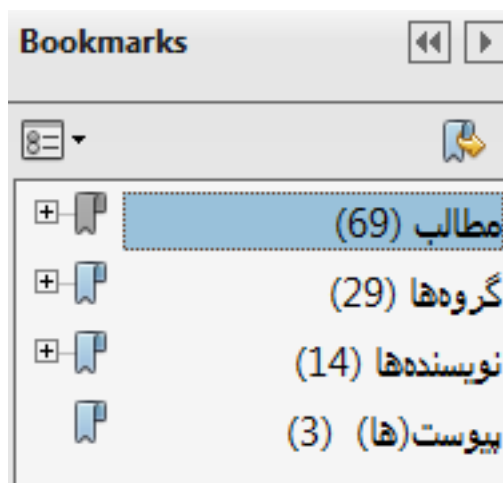 Bookmarks
مطالب (69)
گروه‌ها (29)
نویسنده‌ها (14)
پیوست(ها) (3)